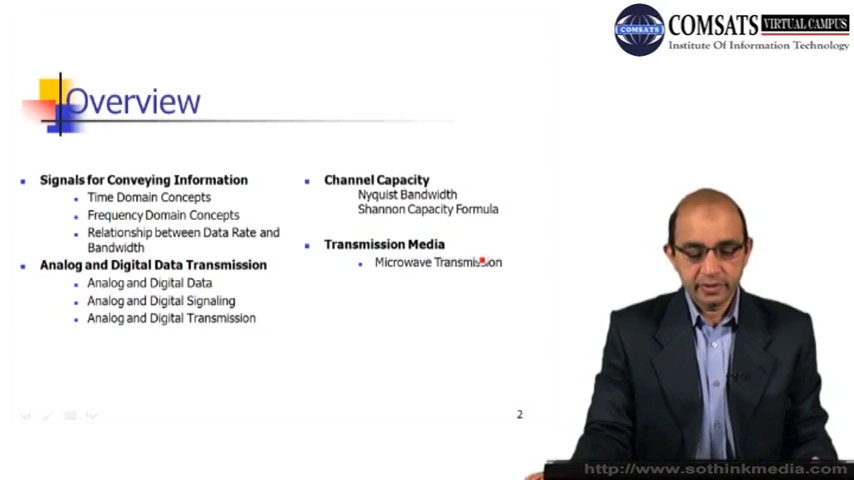 COMSATS VIRTUAL CAMPUS
COMSATS
Institute Of Information Technology
Overview
Signals for Conveying Information
Time Domain Concepts
Frequency Domain Concepts
Relationship between Data Rate and
Bandwidth
Analog and Digital Data Transmission
Analog and Digital Data
Analog and Digital Signaling
Analog and Digital Transmission
Channel Capacity
Nyquist Bandwidth
Shannon Capacity Formula
Transmission Media
Microwave Transmission
2
http://www.sothinkmedia.com/